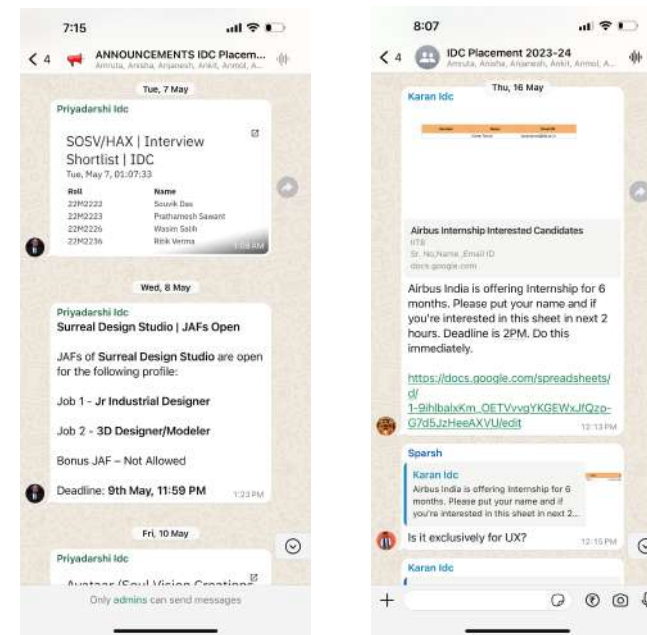 7:15
4
ANNOUNCEMENTS IDC Placem...
Amruta, Anisha, Anjanesh, Ankit, Anmol, A...
Tue, 7 May
Priyadarshi Idc
SOSV/HAX | Interview
Shortlist | IDC
Tue, May 7, 01:07:33
Roll Name
22M2222 Souvik Das
22M2223 Prathamesh Sawant
22M2226 Wasim Salih
22M2236 Ritik Verma
1:09 AM
Wed, 8 May
Priyadarshi Idc
Surreal Design Studio | JAFs Open
JAFs of Surreal Design Studio are open
for the following profile:
Job 1 - Jr Industrial Designer
Job 2 - 3D Designer/Modeler
Bonus JAF – Not Allowed
Deadline: 9th May, 11:59 PM
1:23 PM
Fri, 10 May
Priyadarshi Idc
Avataar /Soul Vision Creations
Only admins can send messages
8:07
4
IDC Placement 2023-24
Amruta, Anisha, Anjanesh, Ankit, Anmol, A...
Thu, 16 May
Karan Idc
Airbus Internship Interested Candidates
IITB
Sr. No,Name ,Email ID
docs.google.com
Airbus India is offering Internship for 6
months. Please put your name and if
you're interested in this sheet in next 2
hours. Deadline is 2PM. Do this
immediately.
https://docs.google.com/spreadsheets/
d/
1-9ihlbalxKm_OETVvvgYKGEWxJfQzp-
G7d5JzHeeAXVU/edit
12:13 PM
Sparsh
Karan Idc
Airbus India is offering Internship for 6
months. Please put your name and if
you're interested in this sheet in next 2...
Is it exclusively for UX?
12:15 PM
Karan Idc